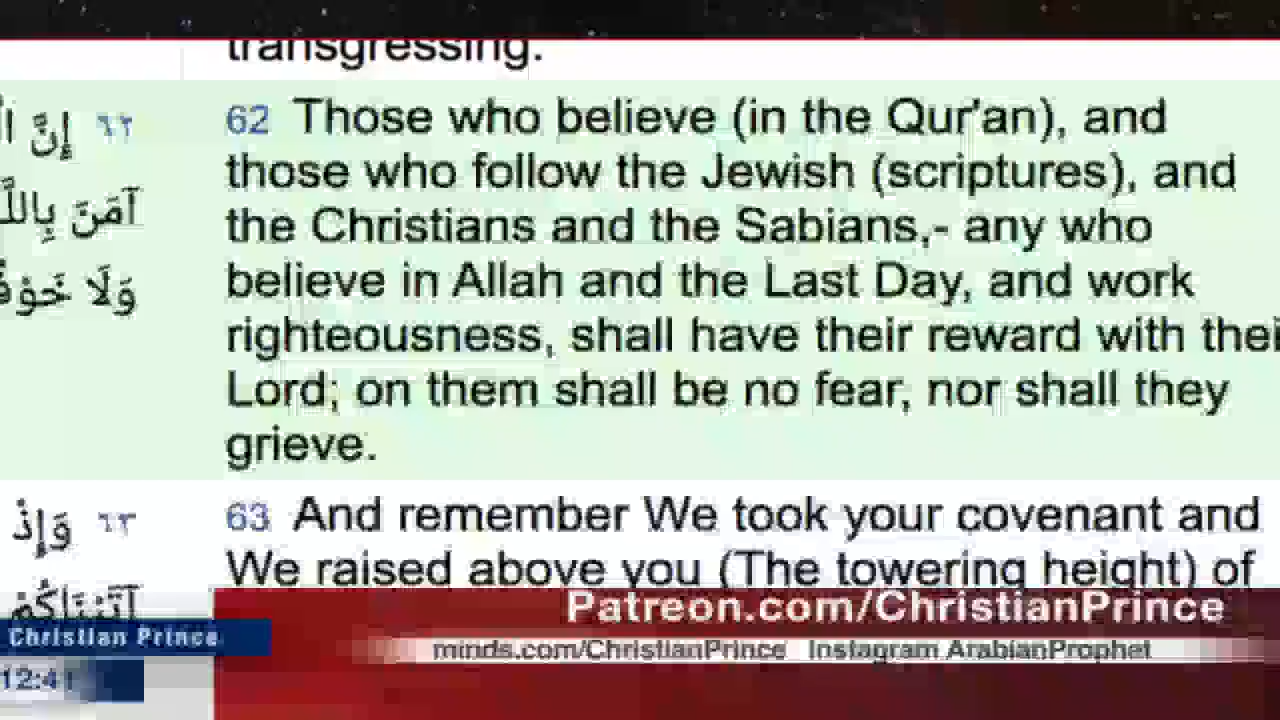 transgressing.
٦٢ إِنَّ
62 Those who believe (in the Qur'an), and
those who follow the Jewish (scriptures), and
آمَنَ
the Christians and the Sabians,- any who
believe in Allah and the Last Day, and work
وَلَا
righteousness, shall have their reward with
Lord; on them shall be no fear, nor shall they
grieve.
٦٣ وَإِذْ
63 And remember We took your covenant and
We raised above you (The towering height) of
Patreon.com/ChristianPrince
Christian Prince
minds.com/ChristianPrince Instagram ArabianProphet